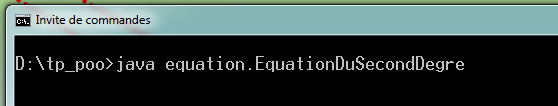 Invite de commandes
D:\tp_poo>java equation.EquationDuSecondDegre